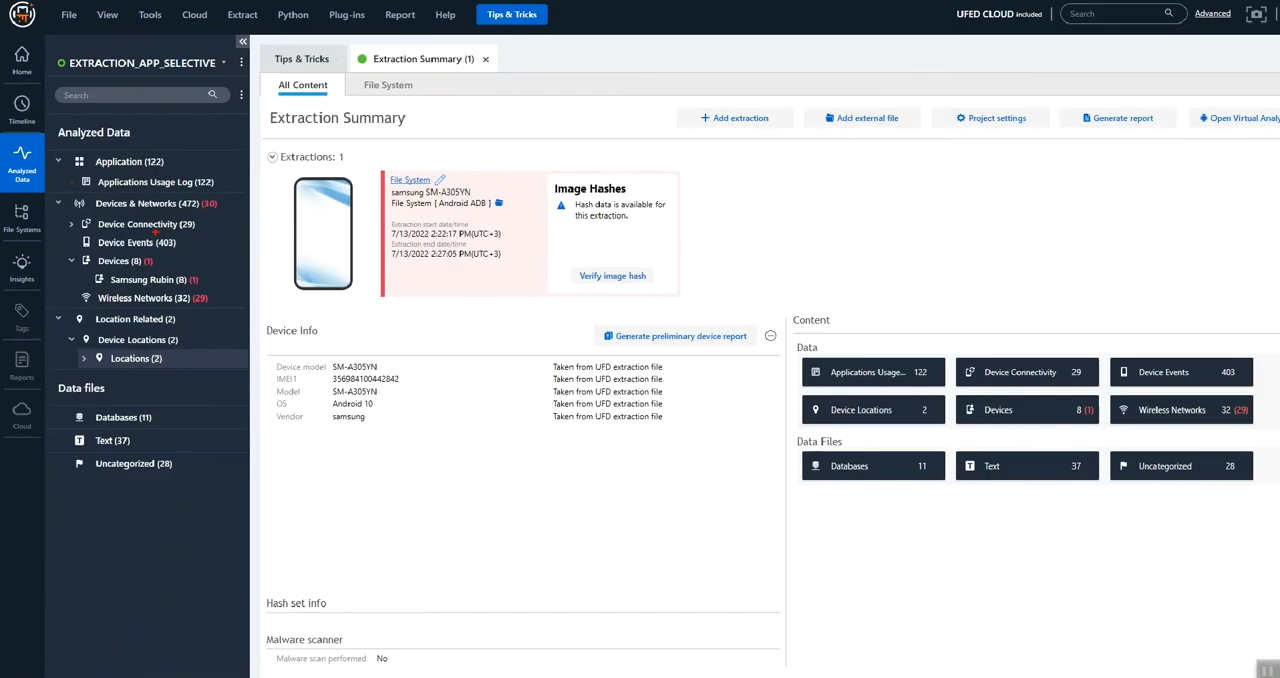 File View Tools Cloud Extract Python Plug-ins Report Help Tips & Tricks UFED CLOUD included Search Advanced
Home
Timeline
Analyzed Data
File Systems
Insights
Tags
Reports
Cloud
EXTRACTION_APP_SELECTIVE
Search
Analyzed Data
Application (122)
Applications Usage Log (122)
Devices & Networks (472) (30)
Device Connectivity (29)
Device Events (403)
Devices (8) (1)
Samsung Rubin (8) (1)
Wireless Networks (32) (29)
Location Related (2)
Device Locations (2)
Locations (2)
Data files
Databases (11)
Text (37)
Uncategorized (28)
Tips & Tricks Extraction Summary (1)
All Content File System
Extraction Summary
Add extraction Add external file Project settings Generate report Open Virtual Analy
Extractions: 1
File System
samsung SM-A305YN
File System [ Android ADB ]
Extraction start date/time
7/13/2022 2:22:17 PM(UTC+3)
Extraction end date/time
7/13/2022 2:27:05 PM(UTC+3)
Image Hashes
Hash data is available for
this extraction.
Verify image hash
Device Info Generate preliminary device report
Device model SM-A305YN Taken from UFD extraction file
IMEI1 356984100442842 Taken from UFD extraction file
Model SM-A305YN Taken from UFD extraction file
OS Android 10 Taken from UFD extraction file
Vendor samsung Taken from UFD extraction file
Hash set info
Malware scanner
Malware scan performed No
Content
Data
Applications Usage... 122 Device Connectivity 29 Device Events 403
Device Locations 2 Devices 8 (1) Wireless Networks 32 (29)
Data Files
Databases 11 Text 37 Uncategorized 28